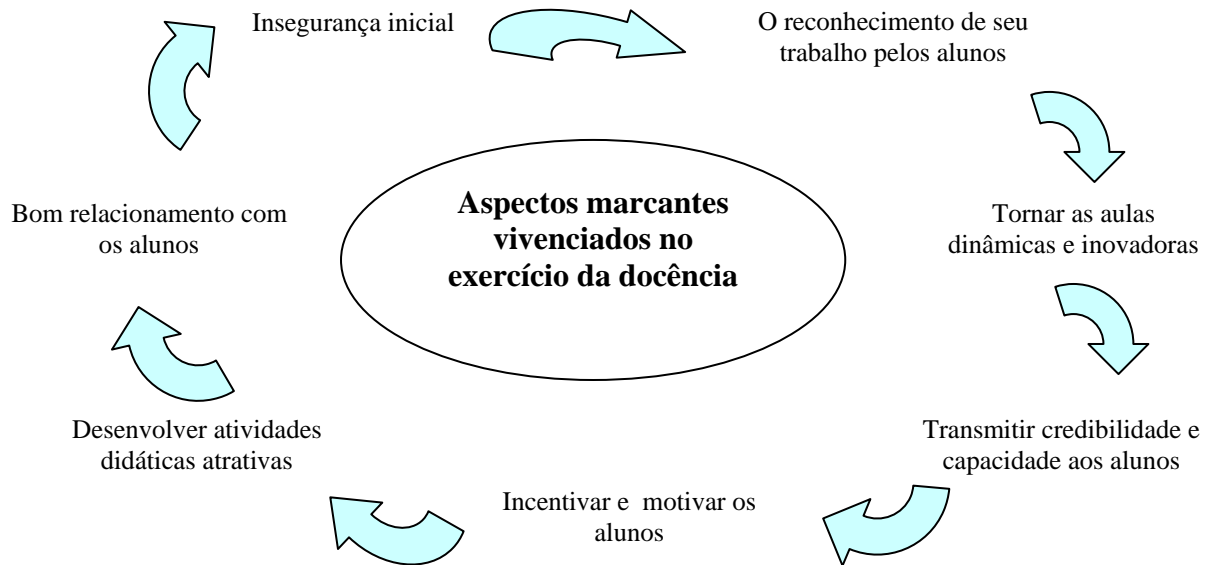 Insegurança inicial
O reconhecimento de seu
trabalho pelos alunos
Tornar as aulas
dinâmicas e inovadoras
Transmitir credibilidade e
capacidade aos alunos
Incentivar e motivar os
alunos
Desenvolver atividades
didáticas atrativas
Bom relacionamento com
os alunos
Aspectos marcantes
vivenciados no
exercício da docência